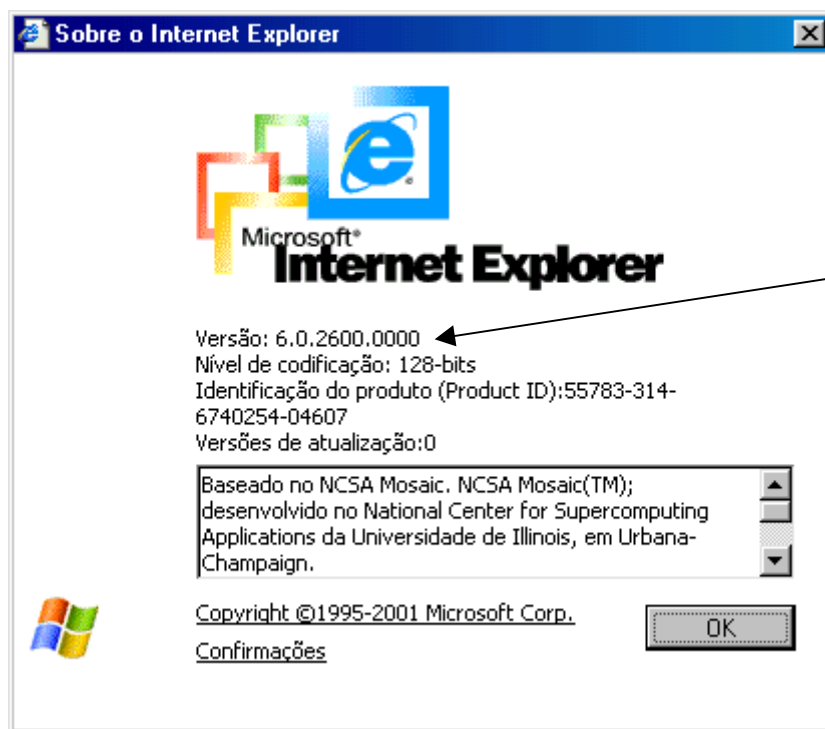 Sobre o Internet Explorer
Microsoft®
Internet Explorer
Versão: 6.0.2600.0000
Nível de codificação: 128-bits
Identificação do produto (Product ID):55783-314-
6740254-04607
Versões de atualização:0
Baseado no NCSA Mosaic. NCSA Mosaic(TM);
desenvolvido no National Center for Supercomputing
Applications da Universidade de Illinois, em Urbana-
Champaign.
Copyright ©1995-2001 Microsoft Corp.
OK
Confirmações